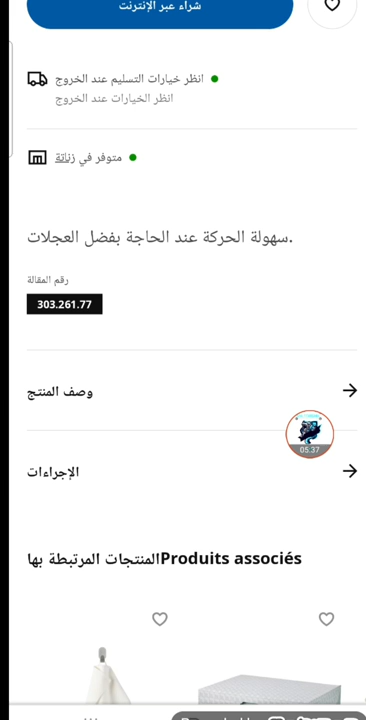 شراء عبر الإنترنت
انظر خيارات التسليم عند الخروج
انظر الخيارات عند الخروج
متوفر في زناتة
سهولة الحركة عند الحاجة بفضل العجلات.
رقم المقالة
303.261.77
وصف المنتج
05:37
الإجراءات
المنتجات المرتبطة بهاProduits associés